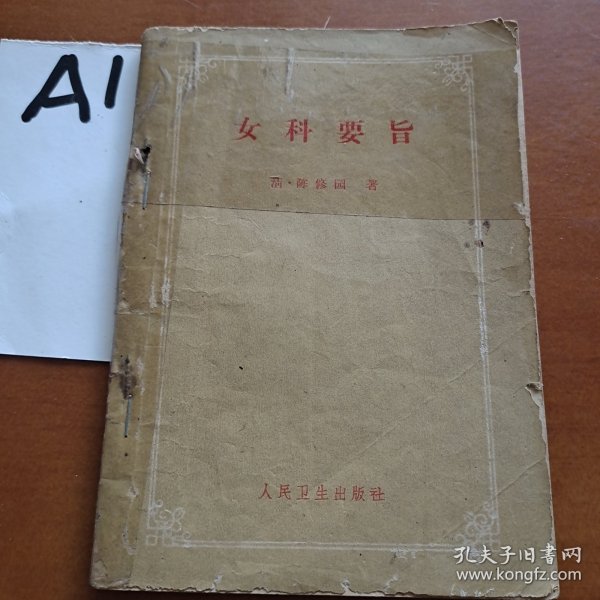 A1
女科要旨
清·陈修园 著
人民卫生出版社
孔夫子旧书网
www.kongfz.com